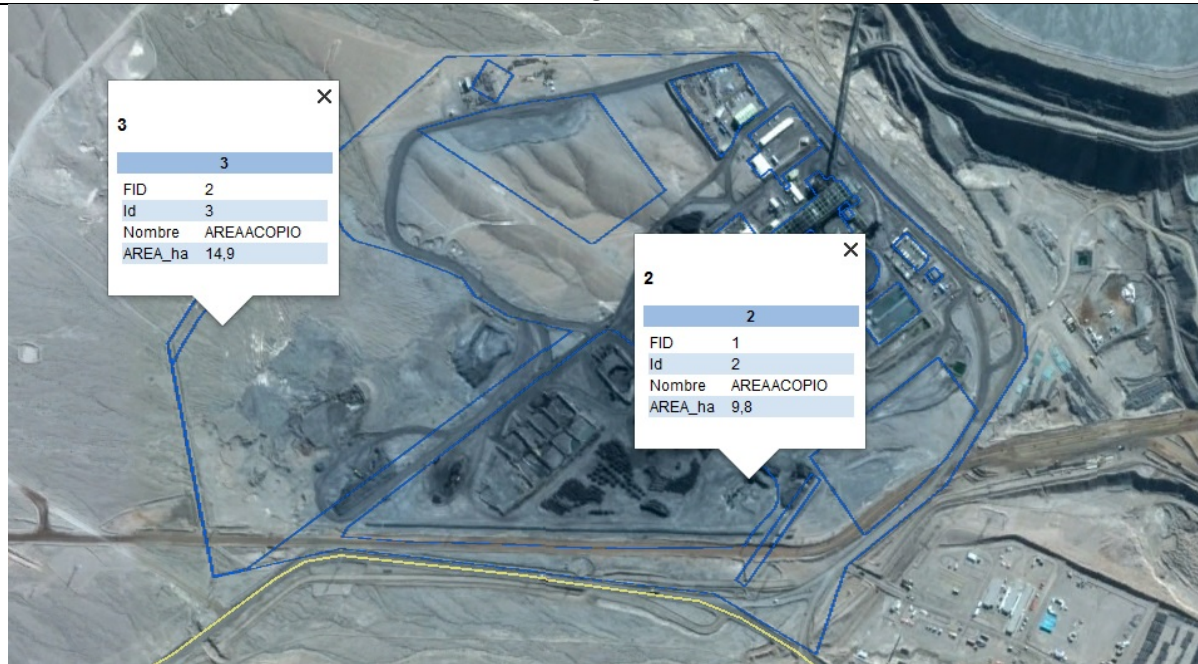 3
3
FID 2
Id 3
Nombre AREAACOPIO
AREA_ha 14,9
2
2
FID 1
Id 2
Nombre AREAACOPIO
AREA_ha 9,8